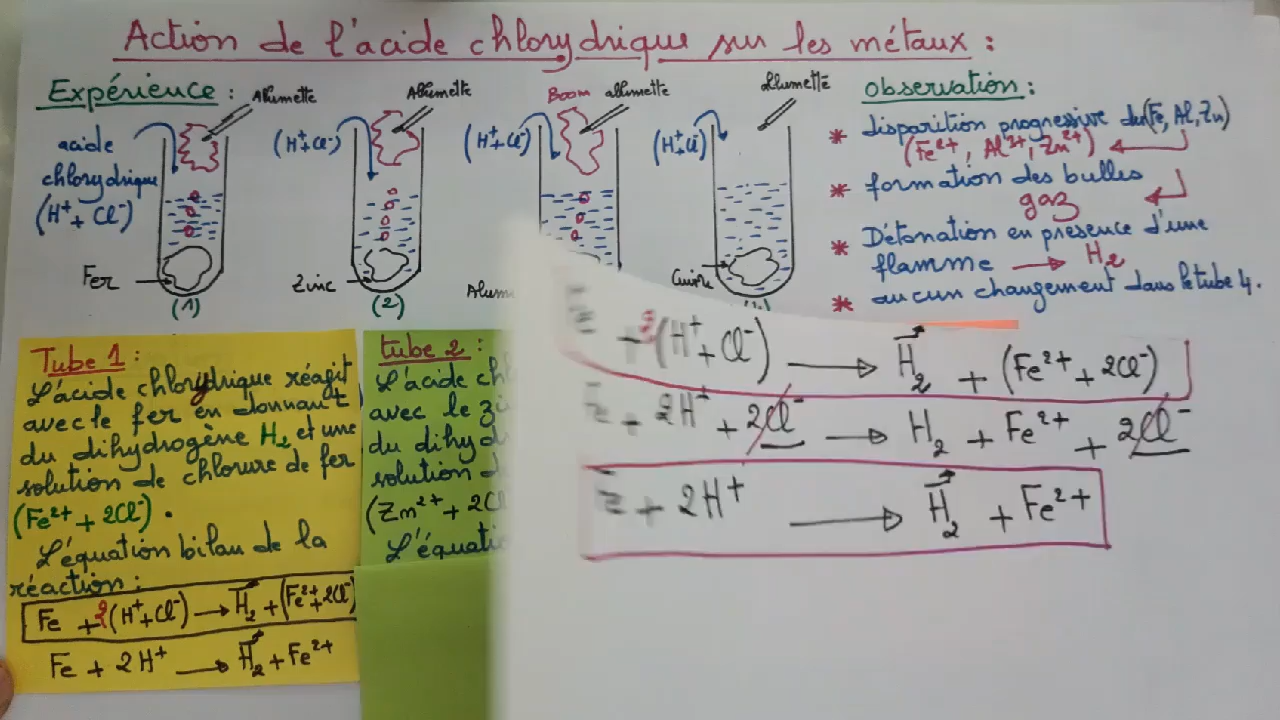 Action de l'acide chlorydrique sur les métaux :
Expérience :
acide
chlorydrique
(H⁺ + Cl⁻)
Allumette
Fer
(1)
Allumette
(H⁺+Cl⁻)
Zinc
(2)
Boom allumette
(H⁺+Cl⁻)
Allumette
(H⁺+Cl⁻)
Cuivre
Observation :
* disparition progressive du (Fe, Al, Zn)
(Fe²⁺, Al³⁺, Zn²⁺)
* formation des bulles
gaz
* Détonation en présence d'une
flamme → H₂
* aucun changement dans le tube 4.
Tube 1 :
L'acide chlorydrique réagit
avec le fer en donnant
du dihydrogène H₂ et une
solution de chlorure de fer
(Fe²⁺ + 2Cl⁻).
L'équation bilan de la
réaction :
Fe + 2(H⁺+Cl⁻) → H₂ + (Fe²⁺+2Cl⁻)
Fe + 2H⁺ → H₂ + Fe²⁺
tube 2 :
L'acide
avec le
du
solution
(Zn²⁺ + 2Cl
+ 2(H⁺+Cl⁻) → H₂ + (Fe²⁺ + 2Cl⁻)
Fe + 2H⁺ + 2Cl⁻ → H₂ + Fe²⁺ + 2Cl⁻
+ 2H⁺ → H₂ + Fe²⁺